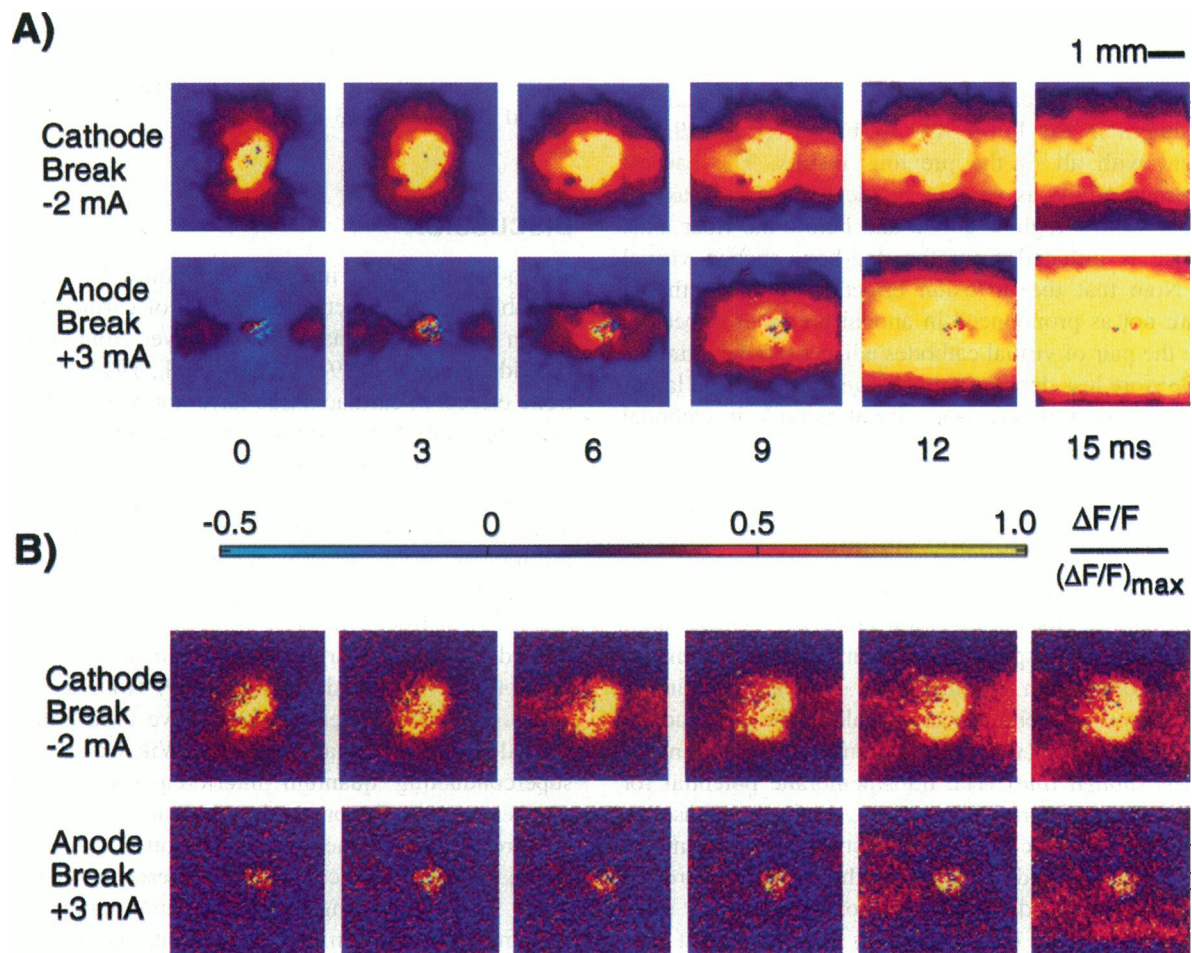 A)
1 mm
Cathode
Break
-2 mA
Anode
Break
+3 mA
0 3 6 9 12 15 ms
-0.5 0 0.5 1.0 ΔF/F
(ΔF/F)max
B)
Cathode
Break
-2 mA
Anode
Break
+3 mA